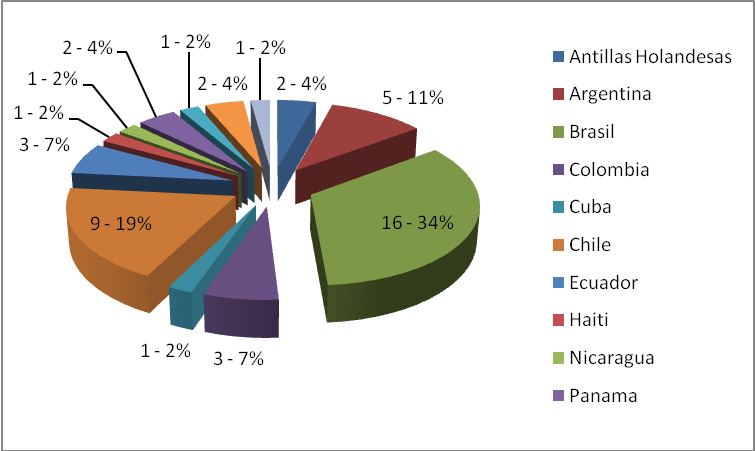 1 - 2%
1 - 2%
2 - 4%
2 - 4%
2 - 4%
1 - 2%
1 - 2%
3 - 7%
5 - 11%
9 - 19%
16 - 34%
1 - 2%
3 - 7%
Antillas Holandesas
Argentina
Brasil
Colombia
Cuba
Chile
Ecuador
Haiti
Nicaragua
Panama